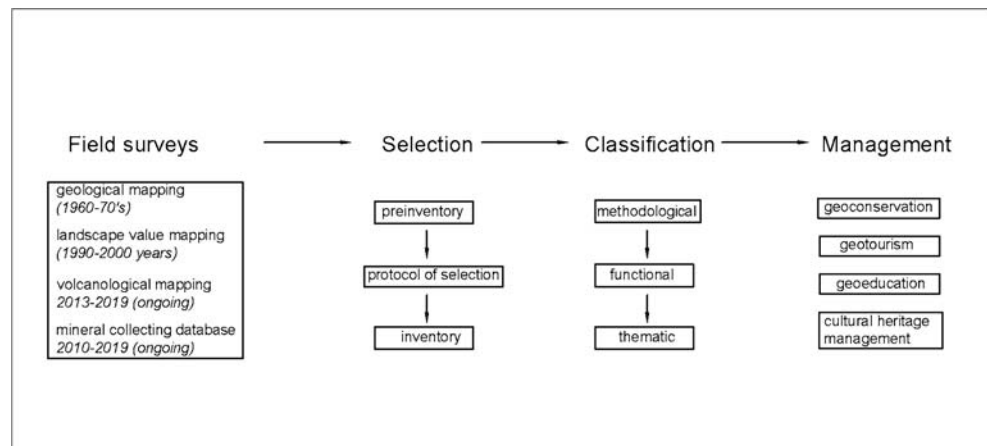 Field surveys
Selection
Classification
Management
geological mapping
(1960-70's)
landscape value mapping
(1990-2000 years)
volcanological mapping
2013-2019 (ongoing)
mineral collecting database
2010-2019 (ongoing)
preinventory
protocol of selection
inventory
methodological
functional
thematic
geoconservation
geotourism
geoeducation
cultural heritage
management